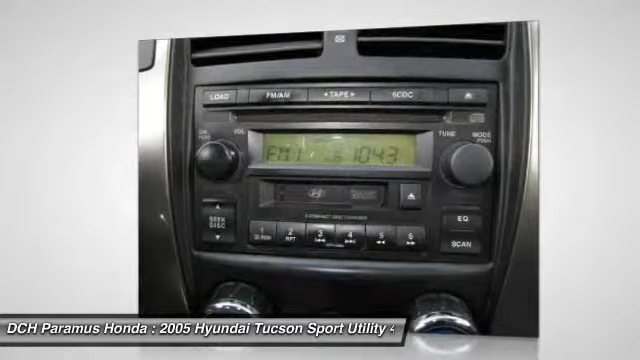 LOAD FM/AM •TAPE• 6CDC
ON PUSH VOL TUNE MODE PUSH
FM1 1043
SEEK DISC
EQ
1 2 RPT 3 4 5 6
SCAN
DCH Paramus Honda : 2005 Hyundai Tucson Sport Utility 4